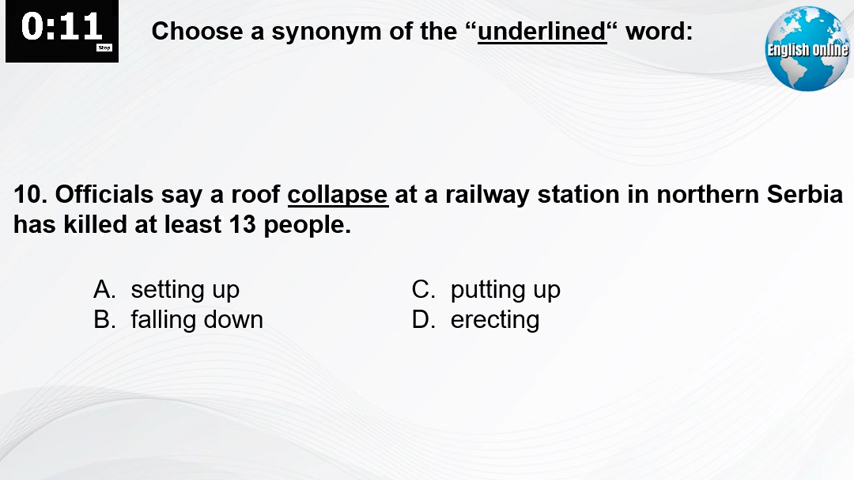 0:11
Stop
Choose a synonym of the “underlined“ word:
English Online
10. Officials say a roof collapse at a railway station in northern Serbia
has killed at least 13 people.
A. setting up
B. falling down
C. putting up
D. erecting